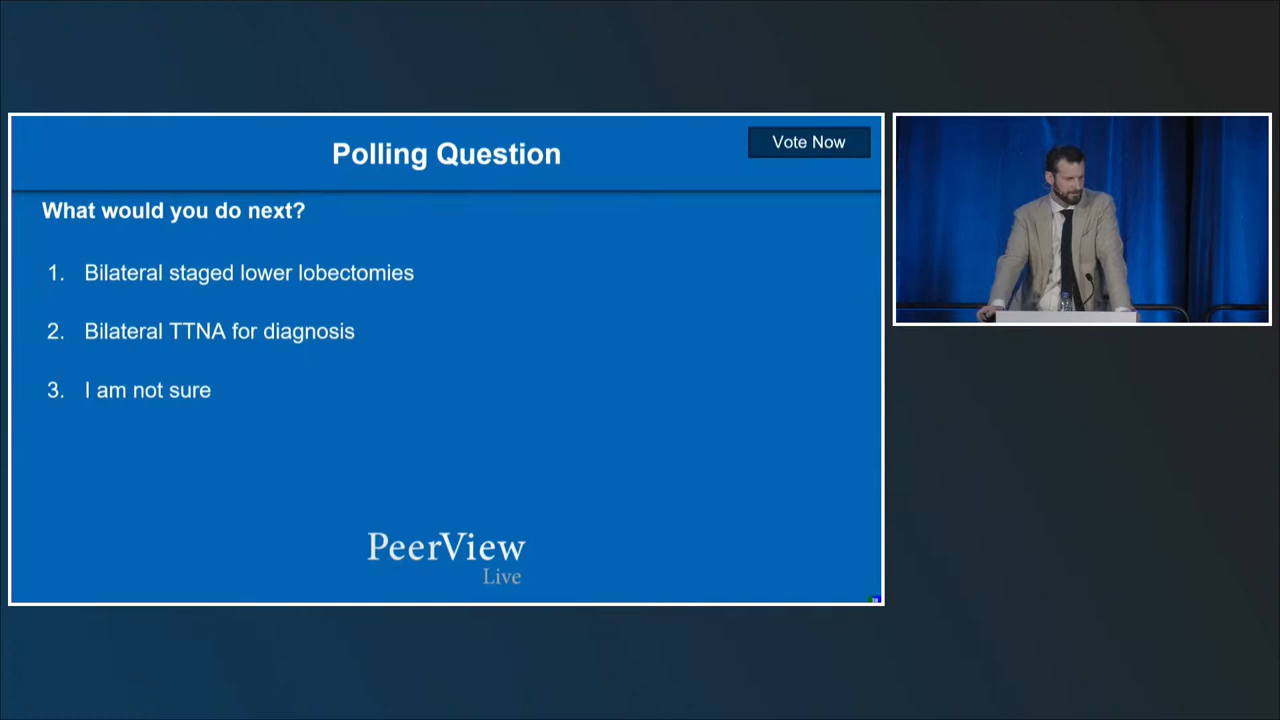 Polling Question
Vote Now
What would you do next?
1. Bilateral staged lower lobectomies
2. Bilateral TTNA for diagnosis
3. I am not sure
PeerView
Live